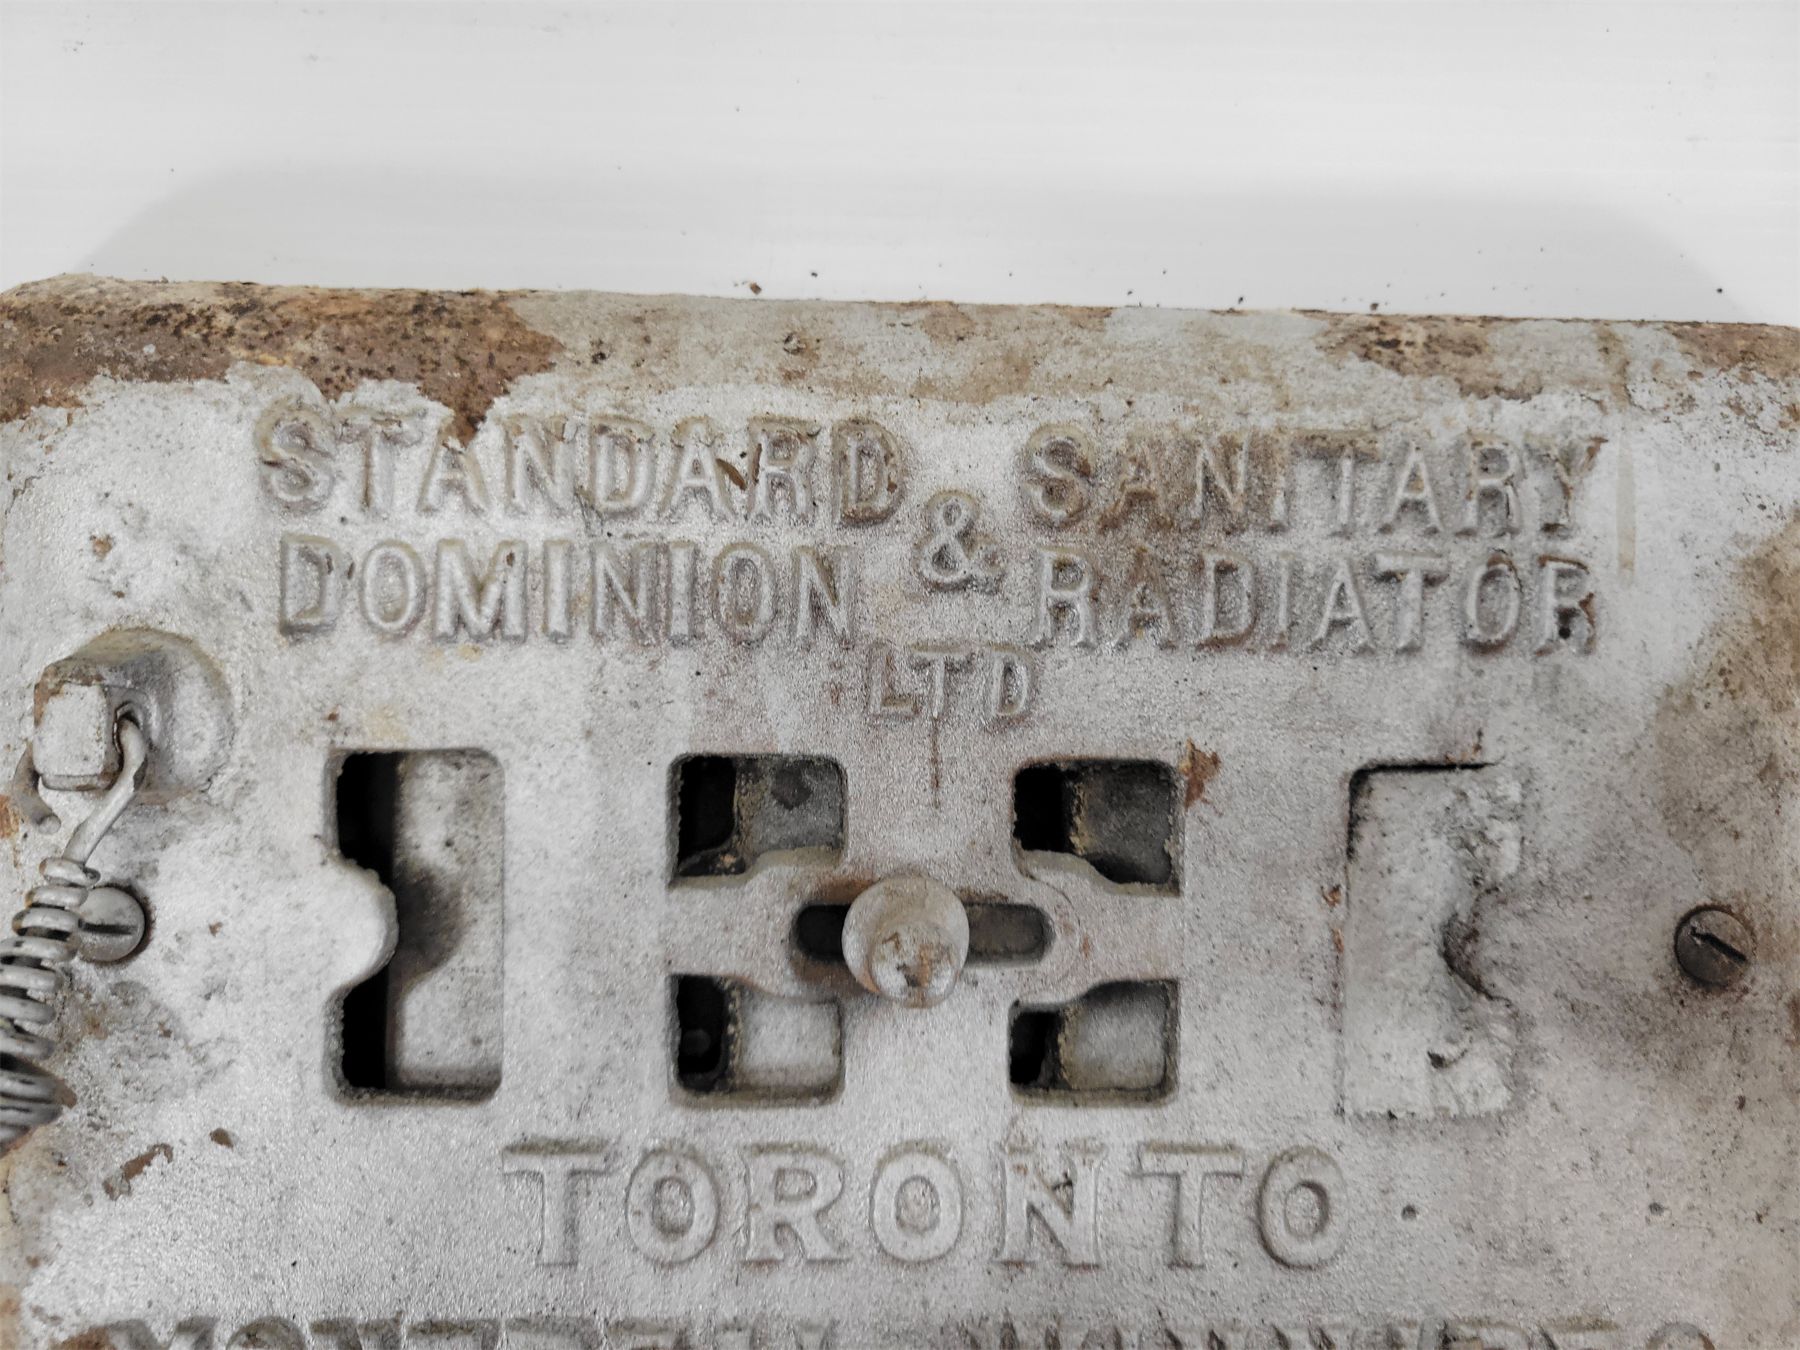 STANDARD SANITARY
&
DOMINION RADIATOR
LTD
TORONTO